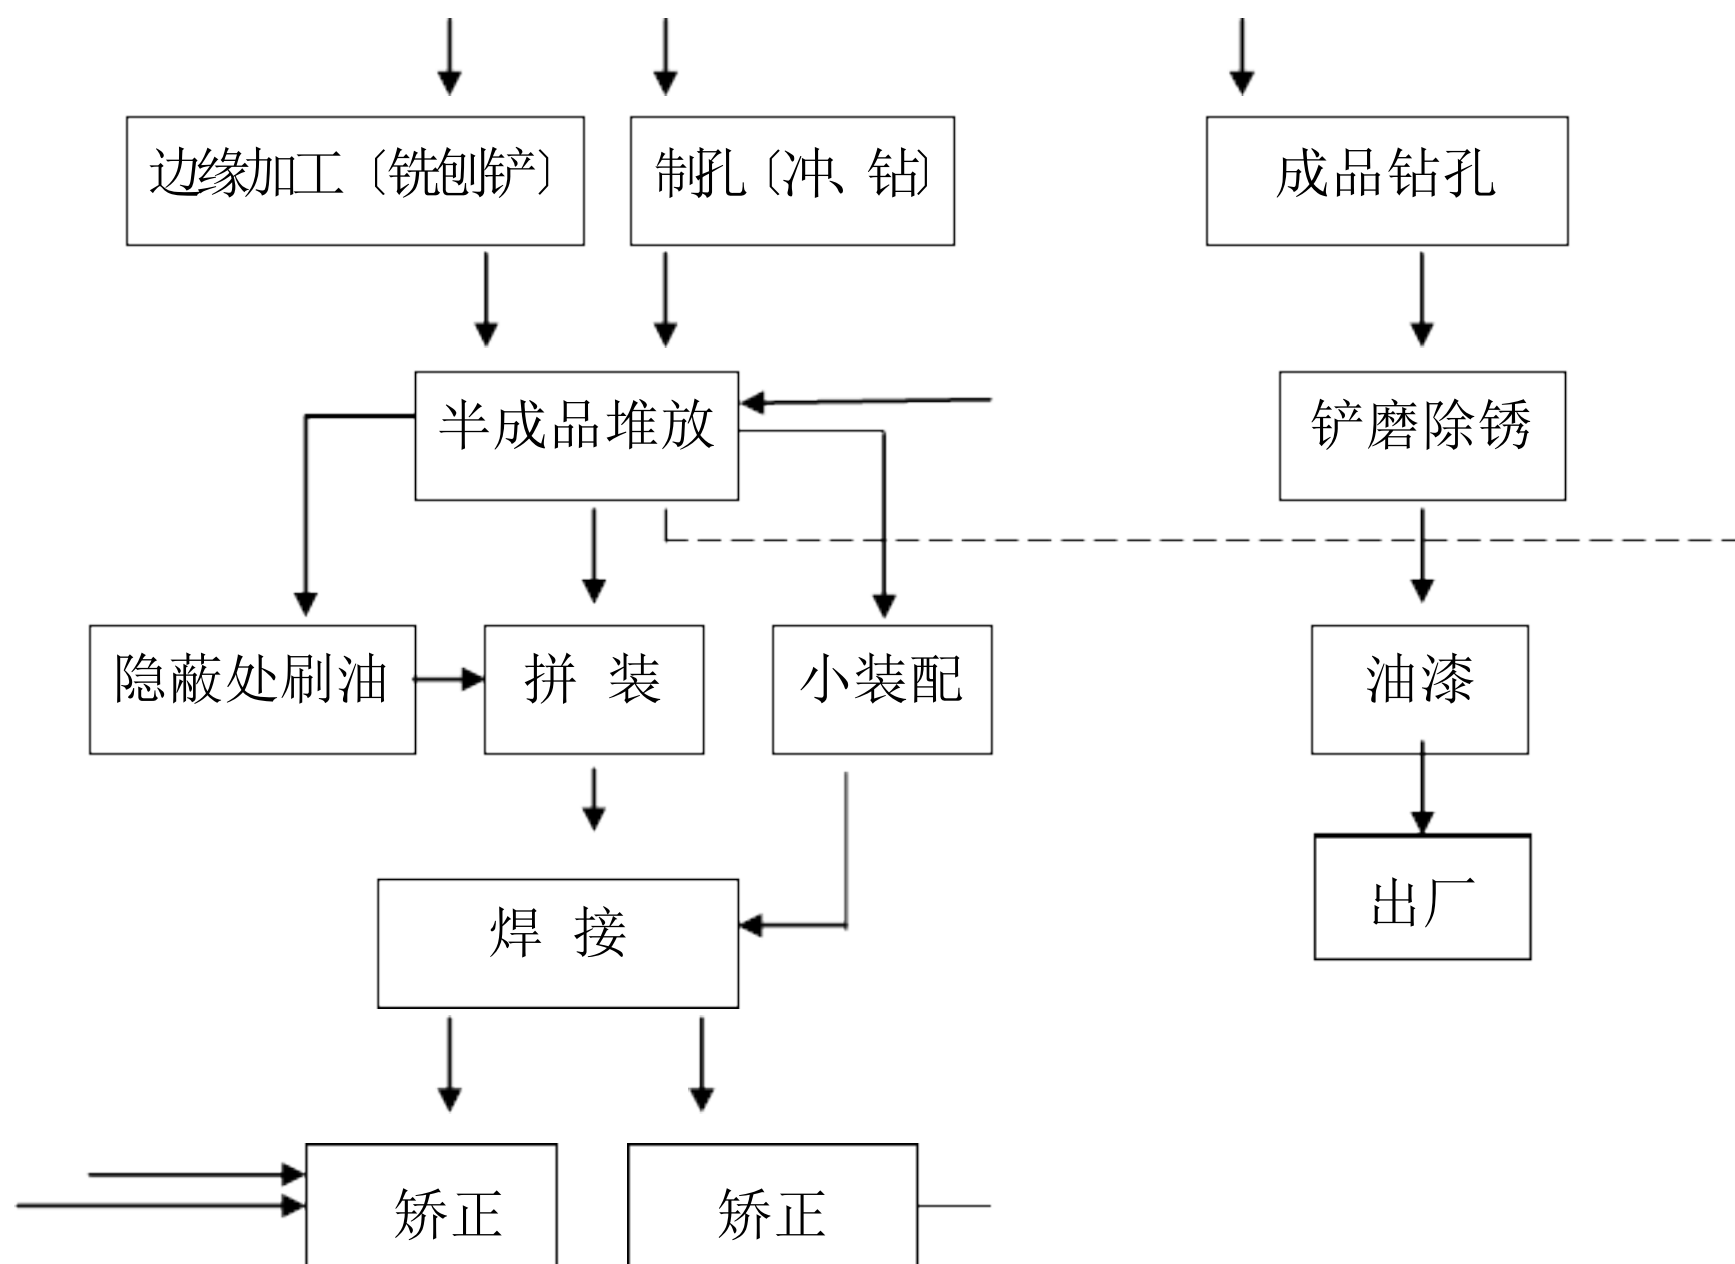 边缘加工〔铣刨铲〕
制孔〔冲、钻〕
成品钻孔
半成品堆放
铲磨除锈
隐蔽处刷油
拼 装
小装配
油漆
焊 接
出厂
矫正
矫正